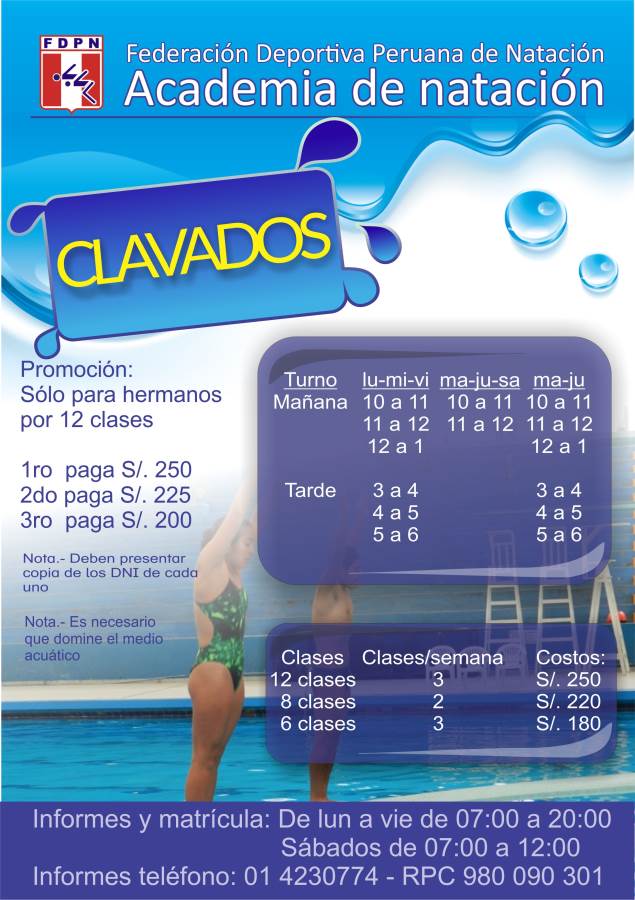 FDPN
Federación Deportiva Peruana de Natación
Academia de natación
CLAVADOS
Promoción:
Sólo para hermanos
por 12 clases
1ro paga S/. 250
2do paga S/. 225
3ro paga S/. 200
Nota.- Deben presentar
copia de los DNI de cada
uno
Nota.- Es necesario
que domine el medio
acuático
Turno lu-mi-vi ma-ju-sa ma-ju
Mañana 10 a 11 10 a 11 10 a 11
11 a 12 11 a 12 11 a 12
12 a 1 12 a 1
Tarde 3 a 4 3 a 4
4 a 5 4 a 5
5 a 6 5 a 6
Clases Clases/semana Costos:
12 clases 3 S/. 250
8 clases 2 S/. 220
6 clases 3 S/. 180
Informes y matrícula: De lun a vie de 07:00 a 20:00
Sábados de 07:00 a 12:00
Informes teléfono: 01 4230774 - RPC 980 090 301